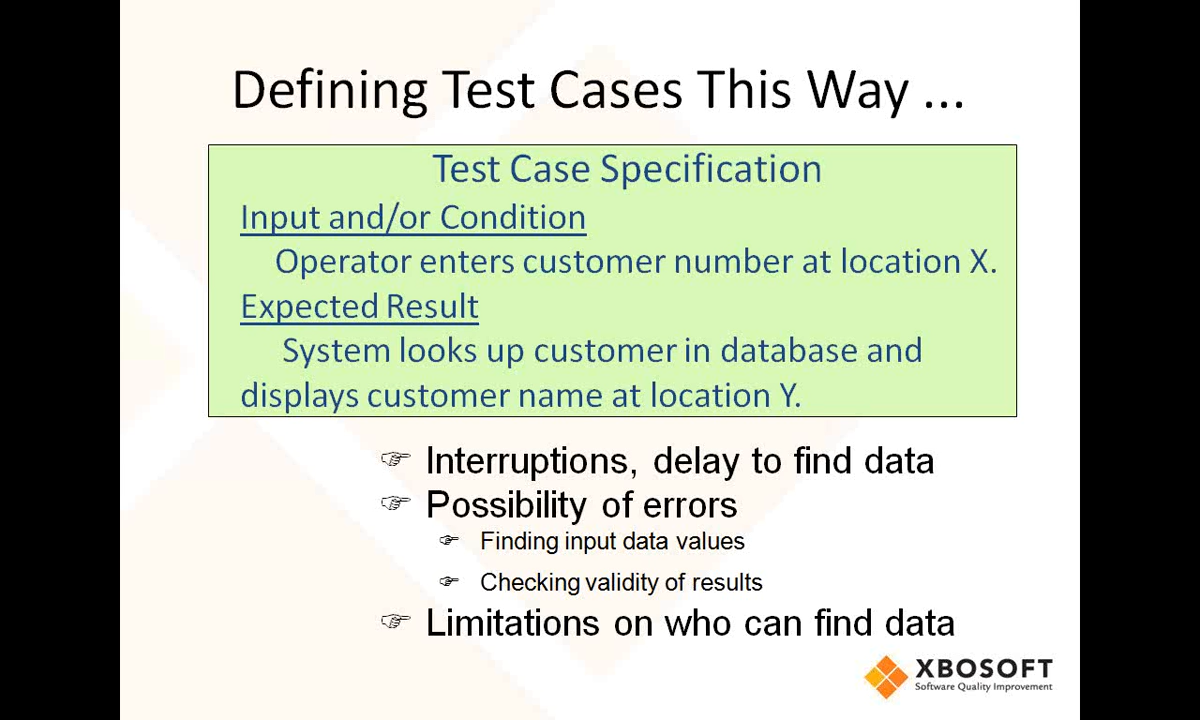 Defining Test Cases This Way ...
Test Case Specification
Input and/or Condition
Operator enters customer number at location X.
Expected Result
System looks up customer in database and
displays customer name at location Y.
Interruptions, delay to find data
Possibility of errors
Finding input data values
Checking validity of results
Limitations on who can find data
XBOSOFT
Software Quality Improvement